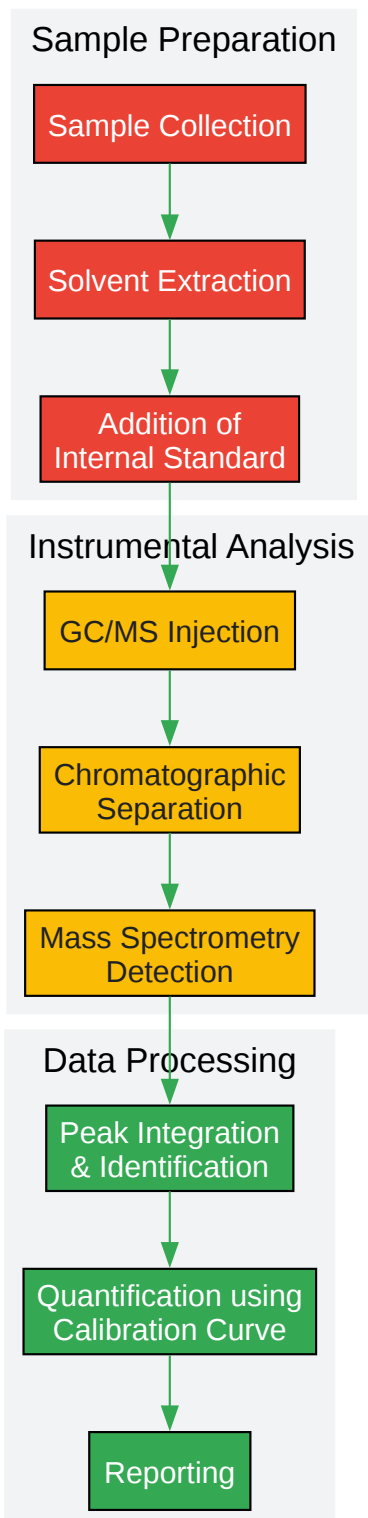 Sample Preparation
Sample Collection
Solvent Extraction
Addition of
Internal Standard
Instrumental Analysis
GC/MS Injection
Chromatographic
Separation
Mass Spectrometry
Detection
Data Processing
Peak Integration
& Identification
Quantification using
Calibration Curve
Reporting